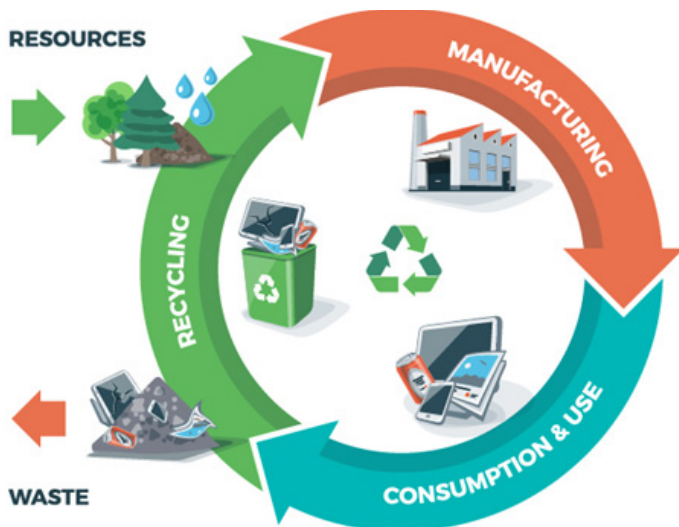 RESOURCES
MANUFACTURING
RECYCLING
CONSUMPTION & USE
WASTE